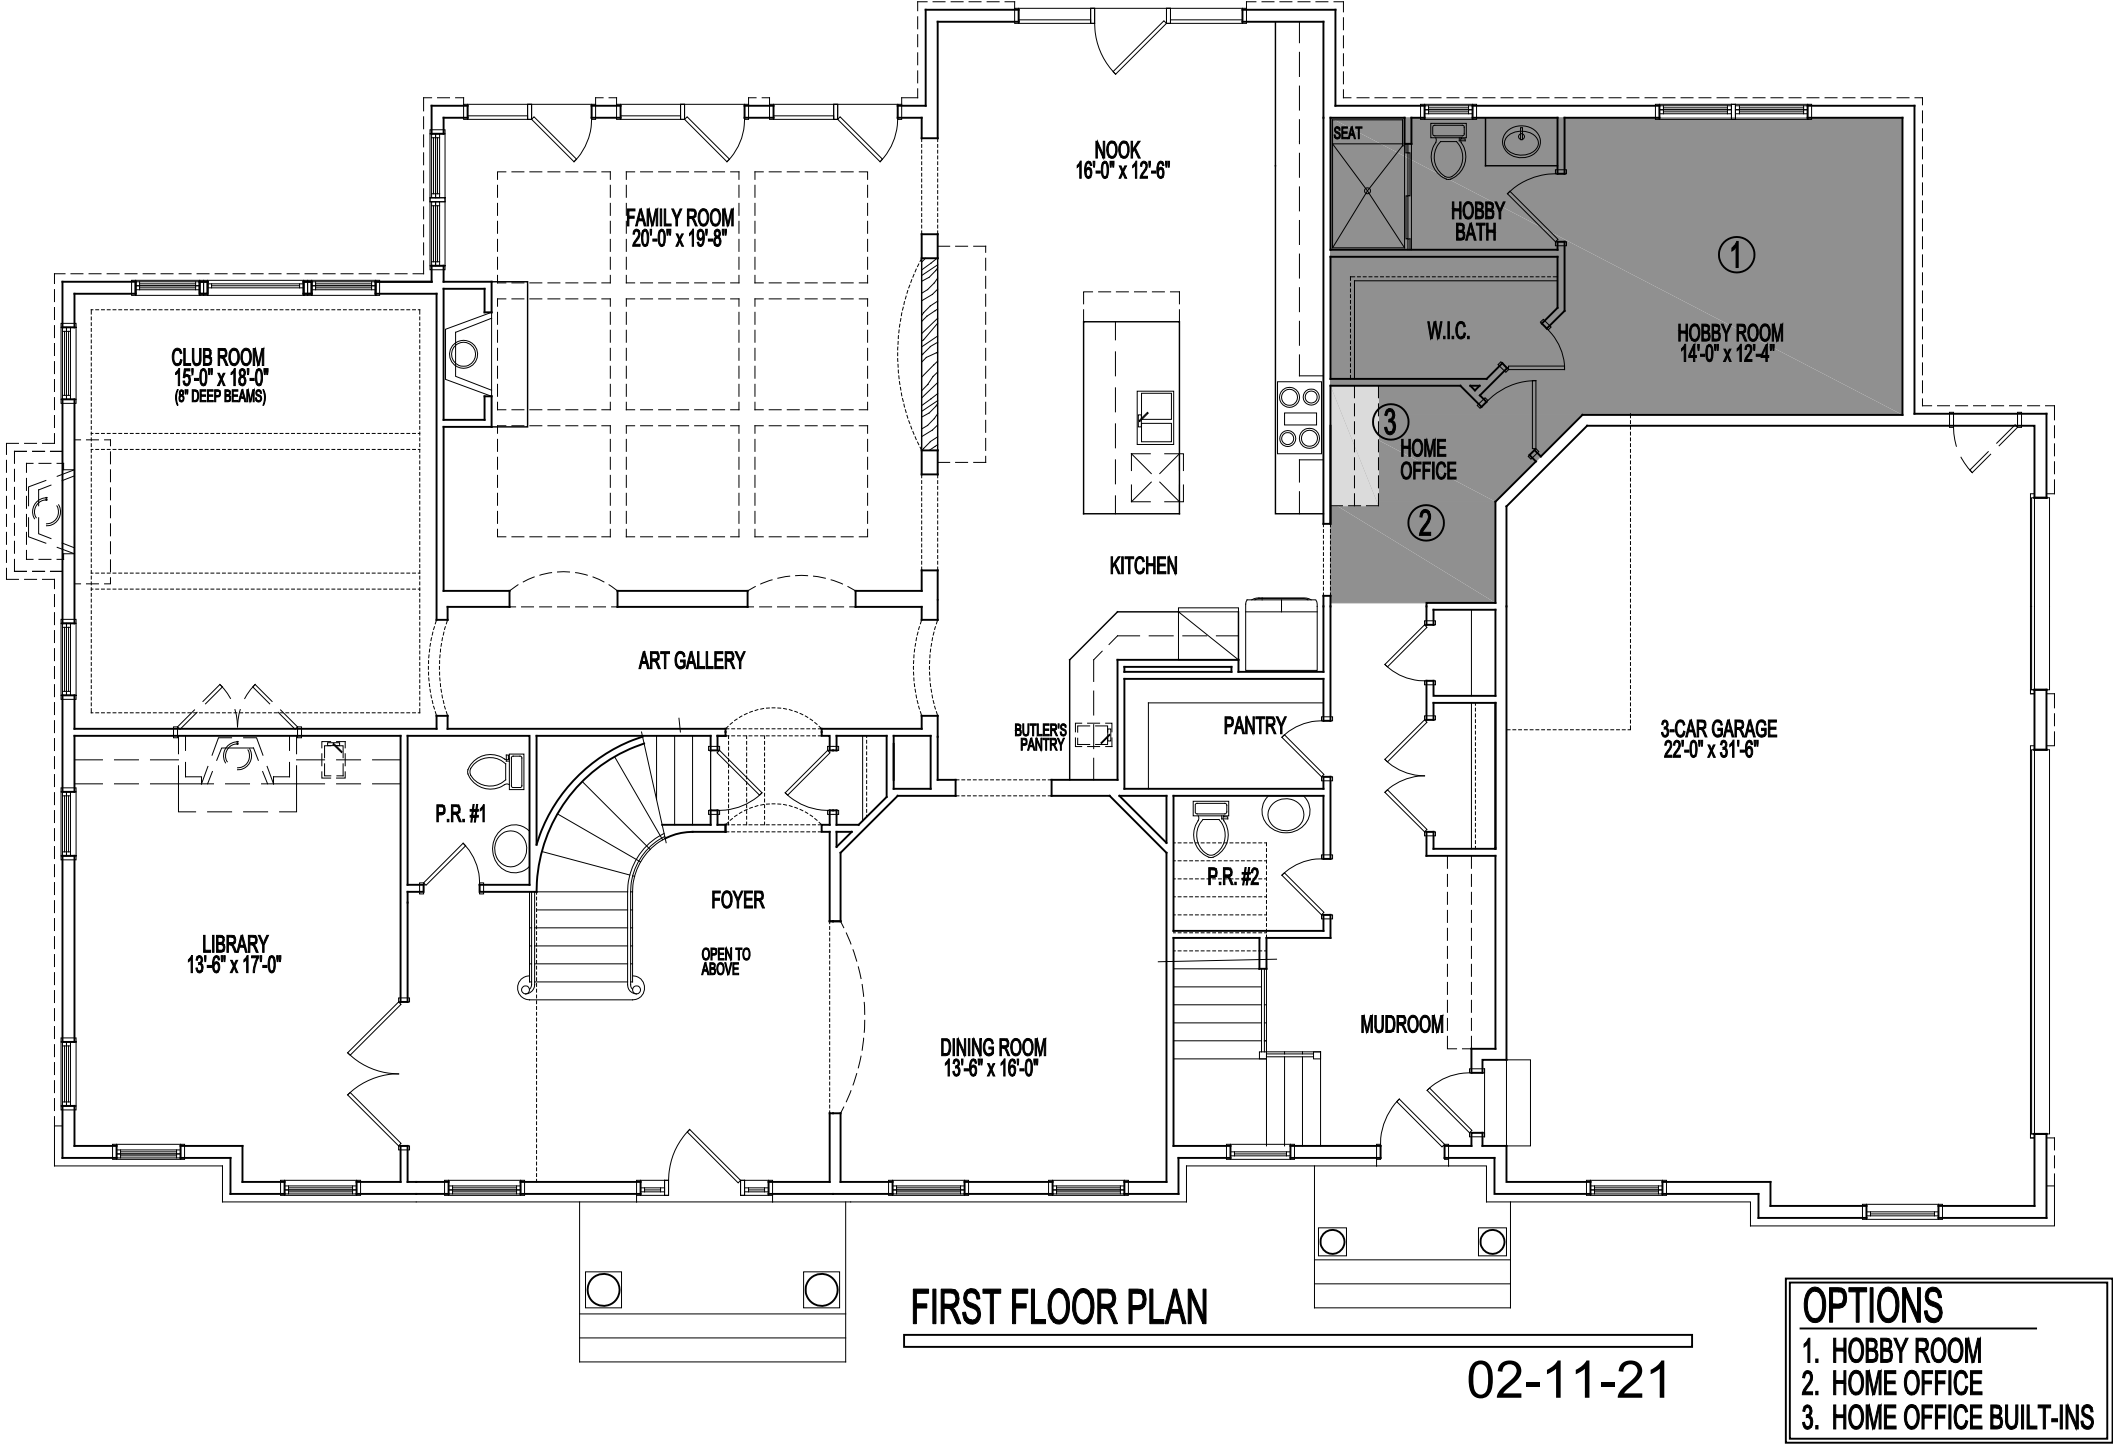 NOOK
16'-0" x 12'-6"
SEAT
HOBBY
BATH
FAMILY ROOM
20'-0" x 19'-8"
1
W.I.C.
HOBBY ROOM
14'-0" x 12'-4"
CLUB ROOM
15'-0" x 18'-0"
(8" DEEP BEAMS)
3
HOME
OFFICE
2
KITCHEN
ART GALLERY
BUTLER'S
PANTRY
PANTRY
3-CAR GARAGE
22'-0" x 31'-6"
P.R. #1
P.R. #2
FOYER
OPEN TO
ABOVE
LIBRARY
13'-6" x 17'-0"
MUDROOM
DINING ROOM
13'-6" x 16'-0"
FIRST FLOOR PLAN
02-11-21
OPTIONS
1. HOBBY ROOM
2. HOME OFFICE
3. HOME OFFICE BUILT-INS